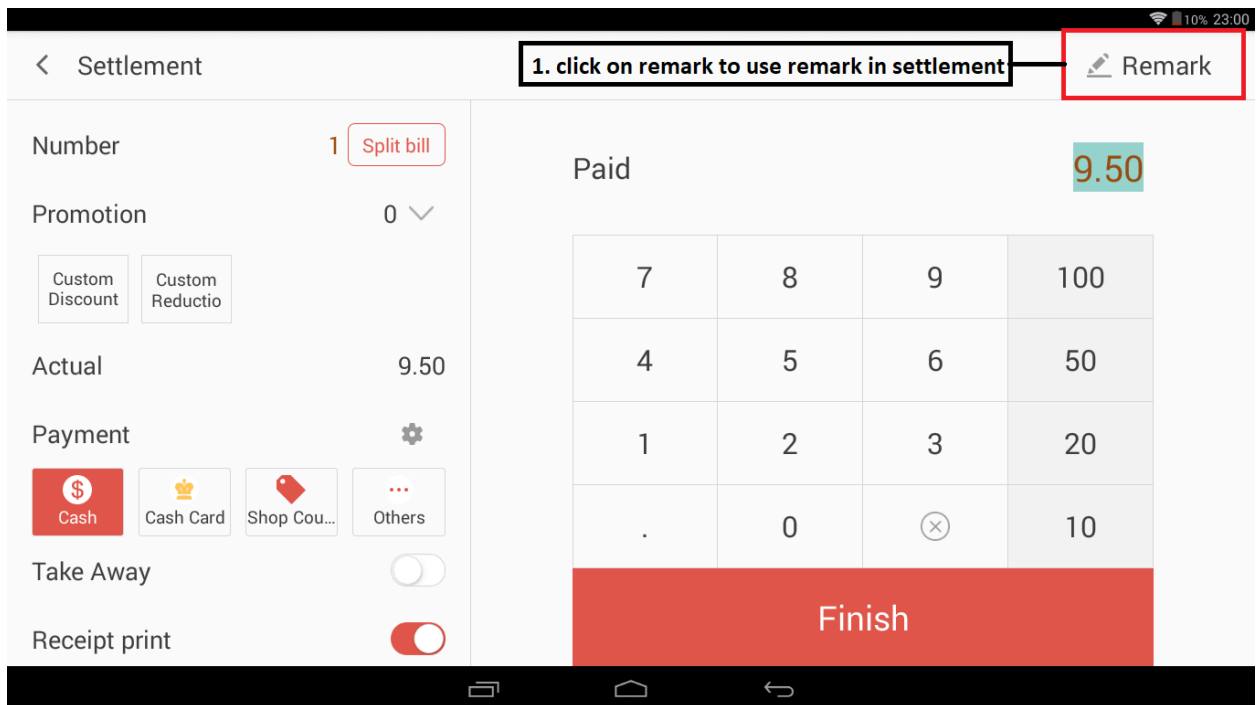 10% 23:00
Settlement
1. click on remark to use remark in settlement
Remark
Number 1 Split bill
Promotion 0
Custom
Discount
Custom
Reductio
Actual 9.50
Payment
$
Cash
Cash Card
Shop Cou...
Others
Take Away
Receipt print
Paid 9.50
7 8 9 100
4 5 6 50
1 2 3 20
. 0 10
Finish